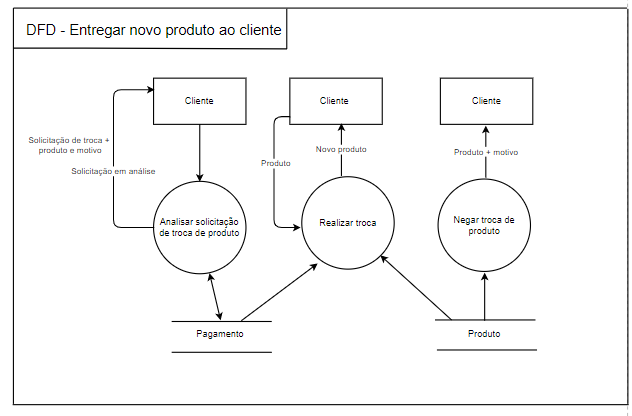 DFD - Entregar novo produto ao cliente
Cliente
Cliente
Cliente
Solicitação de troca +
produto e motivo
Solicitação em análise
Produto
Novo produto
Produto + motivo
Analisar solicitação
de troca de produto
Realizar troca
Negar troca de
produto
Pagamento
Produto